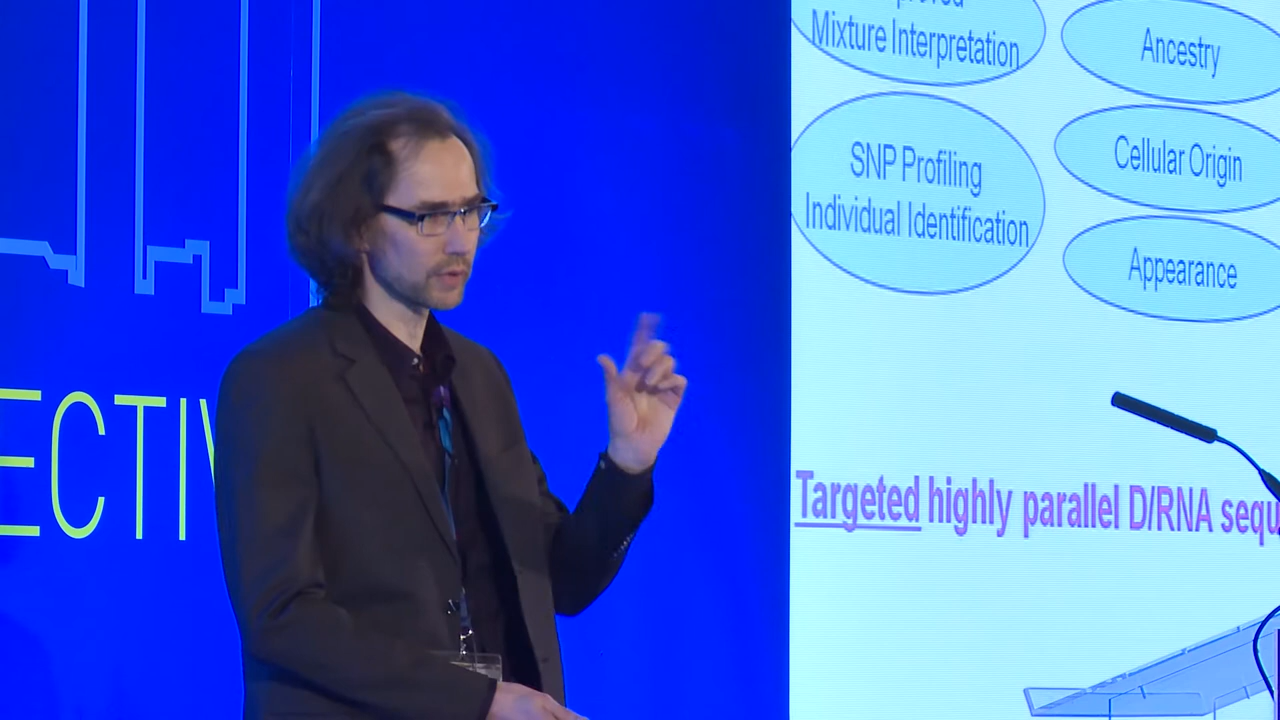 ECTIV
Mixture Interpretation
Ancestry
SNP Profiling
Individual Identification
Cellular Origin
Appearance
Targeted highly parallel D/RNA sequ